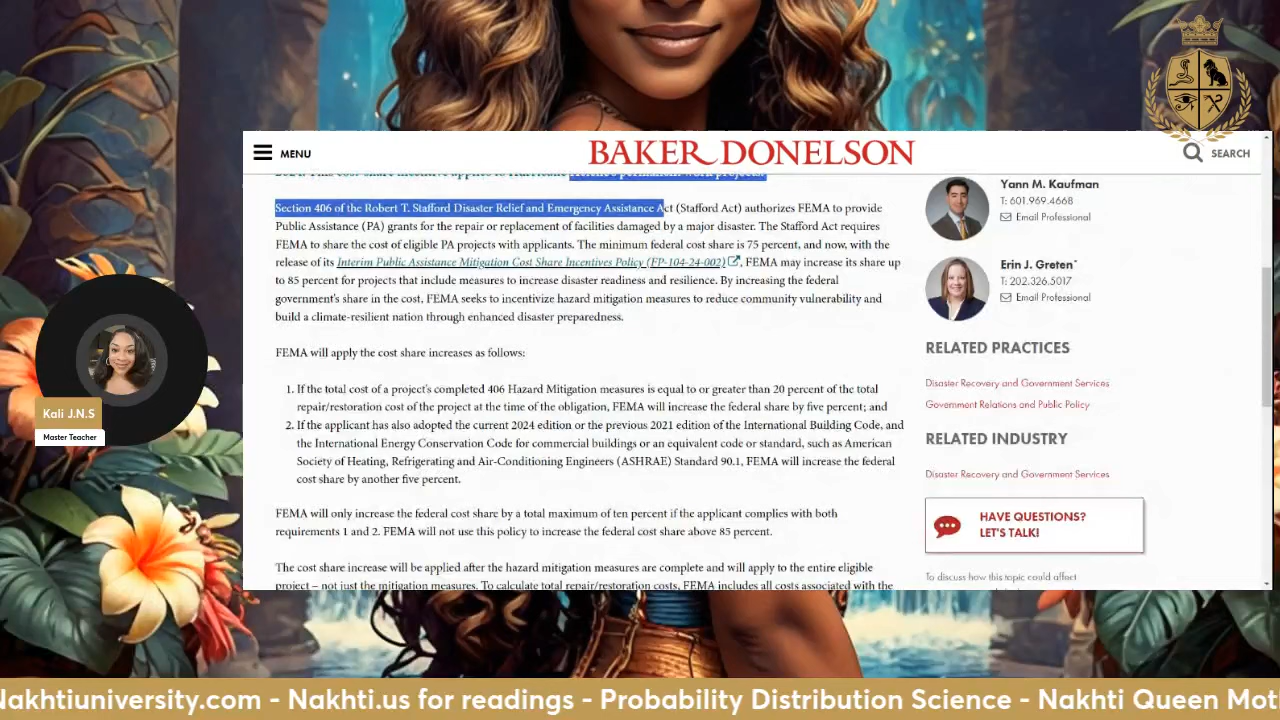 MENU
BAKER DONELSON
SEARCH
2024. This cost-share incentive applies to Hurricane Helene's permanent work projects.
Section 406 of the Robert T. Stafford Disaster Relief and Emergency Assistance Act (Stafford Act) authorizes FEMA to provide
Public Assistance (PA) grants for the repair or replacement of facilities damaged by a major disaster. The Stafford Act requires
FEMA to share the cost of eligible PA projects with applicants. The minimum federal cost share is 75 percent, and now, with the
release of its Interim Public Assistance Mitigation Cost Share Incentives Policy (FP-104-24-002), FEMA may increase its share up
to 85 percent for projects that include measures to increase disaster readiness and resilience. By increasing the federal
government's share in the cost, FEMA seeks to incentivize hazard mitigation measures to reduce community vulnerability and
build a climate-resilient nation through enhanced disaster preparedness.
FEMA will apply the cost share increases as follows:
1. If the total cost of a project's completed 406 Hazard Mitigation measures is equal to or greater than 20 percent of the total
repair/restoration cost of the project at the time of the obligation, FEMA will increase the federal share by five percent; and
2. If the applicant has also adopted the current 2024 edition or the previous 2021 edition of the International Building Code, and
the International Energy Conservation Code for commercial buildings or an equivalent code or standard, such as American
Society of Heating, Refrigerating and Air-Conditioning Engineers (ASHRAE) Standard 90.1, FEMA will increase the federal
cost share by another five percent.
FEMA will only increase the federal cost share by a total maximum of ten percent if the applicant complies with both
requirements 1 and 2. FEMA will not use this policy to increase the federal cost share above 85 percent.
The cost share increase will be applied after the hazard mitigation measures are complete and will apply to the entire eligible
project – not just the mitigation measures. To calculate total repair/restoration costs, FEMA includes all costs associated with the
Yann M. Kaufman
T: 601.969.4668
Email Professional
Erin J. Greten*
T: 202.326.5017
Email Professional
RELATED PRACTICES
Disaster Recovery and Government Services
Government Relations and Public Policy
RELATED INDUSTRY
Disaster Recovery and Government Services
HAVE QUESTIONS?
LET'S TALK!
To discuss how this topic could affect
Kali J.N.S
Master Teacher
Nakhtiuniversity.com - Nakhti.us for readings - Probability Distribution Science - Nakhti Queen Mot